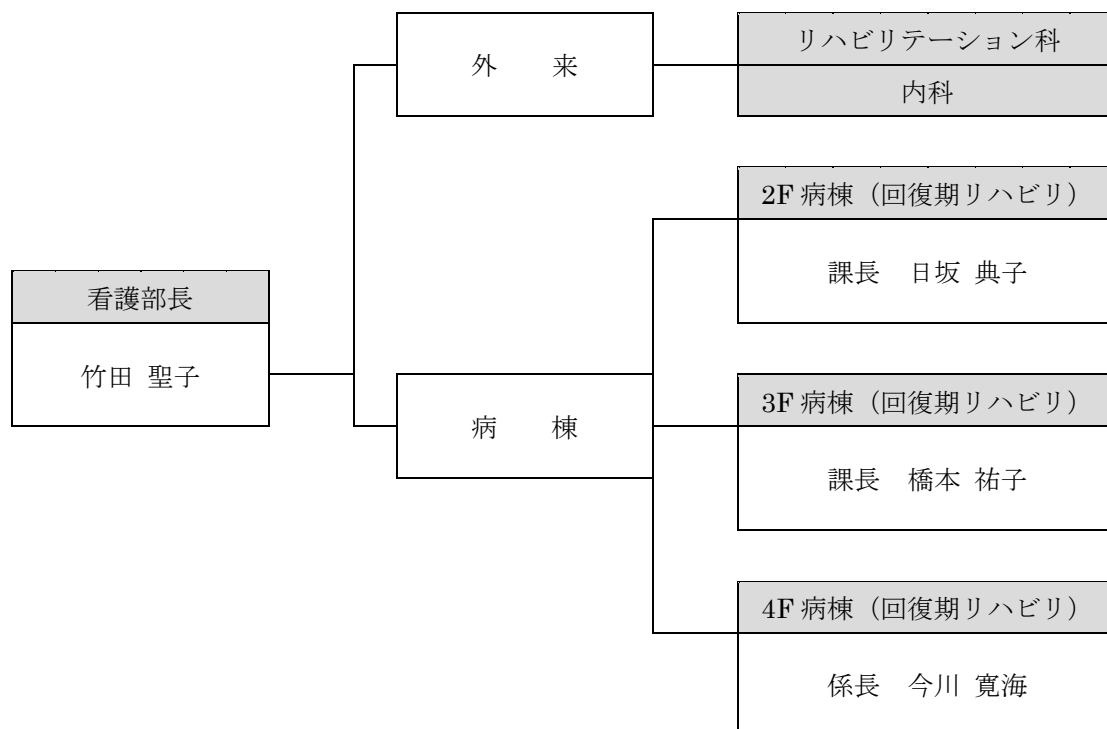 外　　来
リハビリテーション科
内科
2F 病棟（回復期リハビリ）
課長　日坂 典子
看護部長
竹田 聖子
病　　棟
3F 病棟（回復期リハビリ）
課長　橋本 祐子
4F 病棟（回復期リハビリ）
係長　今川 寛海